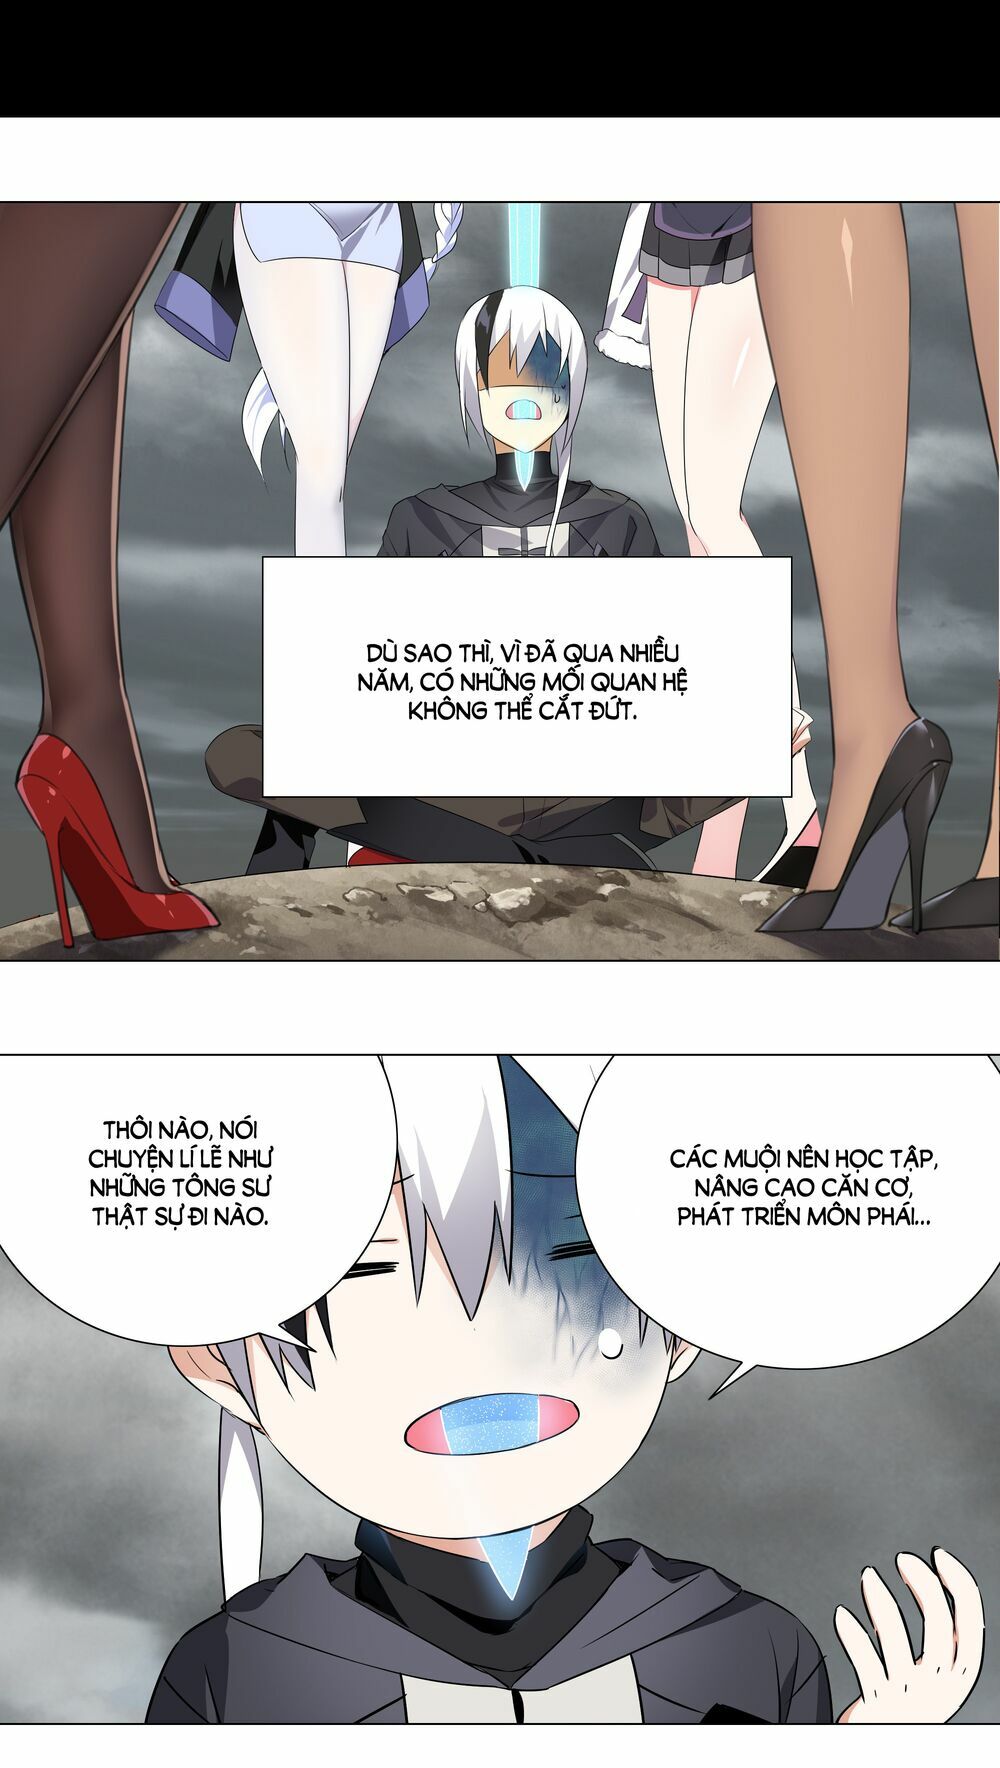 DÙ SAO THÌ, VÌ ĐÃ QUA NHIỀU
NĂM, CÓ NHỮNG MỐI QUAN HỆ
KHÔNG THỂ CẮT ĐỨT.
THÔI NÀO, NÓI
CHUYỆN LÍ LẼ NHƯ
NHỮNG TÔNG SƯ
THẬT SỰ ĐI NÀO.
CÁC MUỘI NÊN HỌC TẬP,
NÂNG CAO CĂN CƠ,
PHÁT TRIỂN MÔN PHÁI...